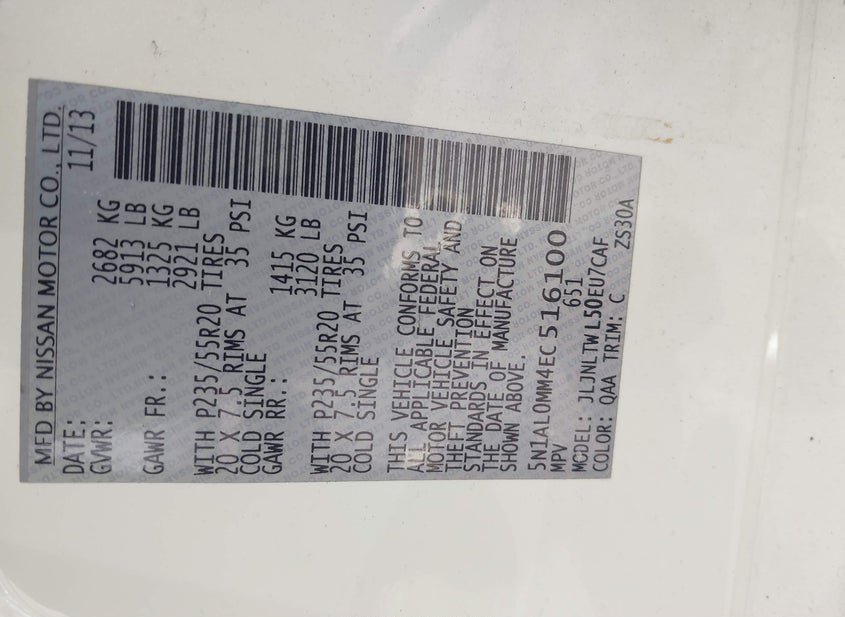 MFD BY NISSAN MOTOR CO., LTD.
DATE: 11/13
GVWR: 2682 KG
5913 LB
GAWR FR.: 1325 KG
2921 LB
WITH P235/55R20 TIRES
20 X 7.5 RIMS AT 35 PSI
COLD SINGLE
GAWR RR.: 1415 KG
3120 LB
WITH P235/55R20 TIRES
20 X 7.5 RIMS AT 35 PSI
COLD SINGLE
THIS VEHICLE CONFORMS TO
ALL APPLICABLE FEDERAL
MOTOR VEHICLE SAFETY AND
THEFT PREVENTION
STANDARDS IN EFFECT ON
THE DATE OF MANUFACTURE
SHOWN ABOVE.
5N1AL0MM4EC516100
MPV 651
MODEL: JLJNLTWL50EU7CAF
COLOR: QAA TRIM: C ZS30A